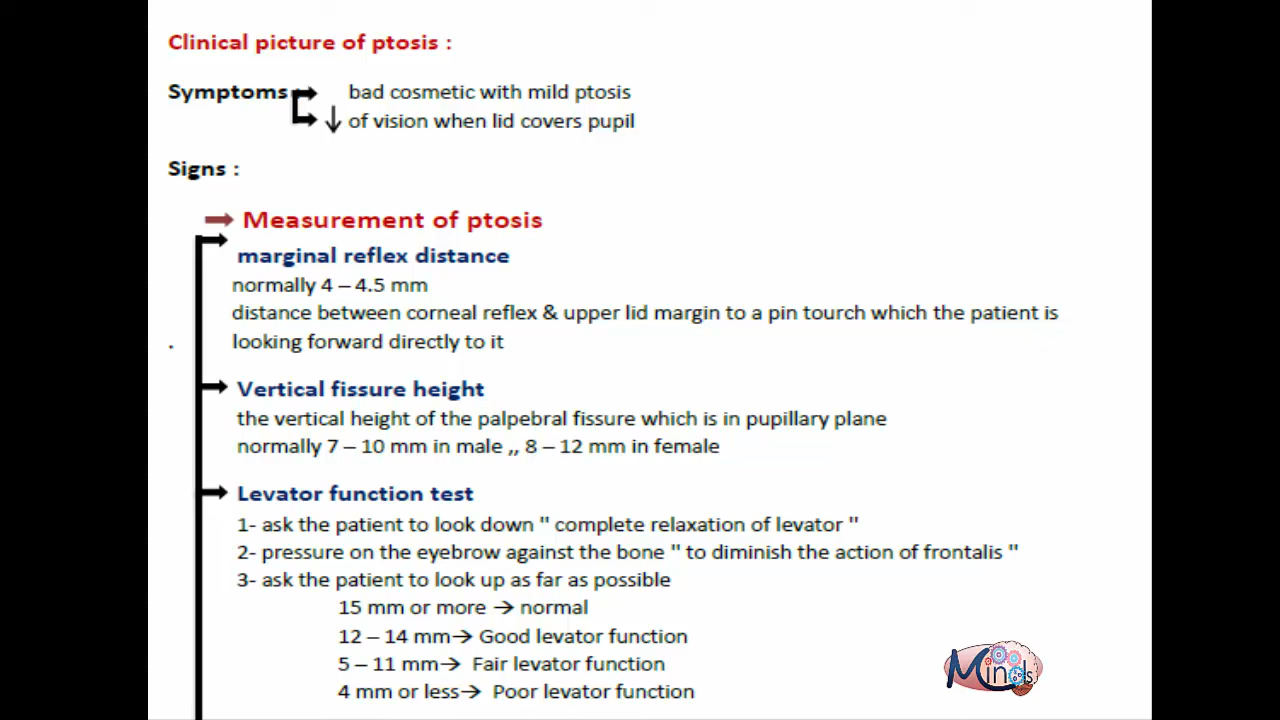 Clinical picture of ptosis :
Symptoms → bad cosmetic with mild ptosis
→ ↓ of vision when lid covers pupil
Signs :
→ Measurement of ptosis
→ marginal reflex distance
normally 4 – 4.5 mm
distance between corneal reflex & upper lid margin to a pin tourch which the patient is
. looking forward directly to it
→ Vertical fissure height
the vertical height of the palpebral fissure which is in pupillary plane
normally 7 – 10 mm in male ,, 8 – 12 mm in female
→ Levator function test
1- ask the patient to look down " complete relaxation of levator "
2- pressure on the eyebrow against the bone " to diminish the action of frontalis "
3- ask the patient to look up as far as possible
15 mm or more → normal
12 – 14 mm→ Good levator function
5 – 11 mm→ Fair levator function
4 mm or less→ Poor levator function
Minds